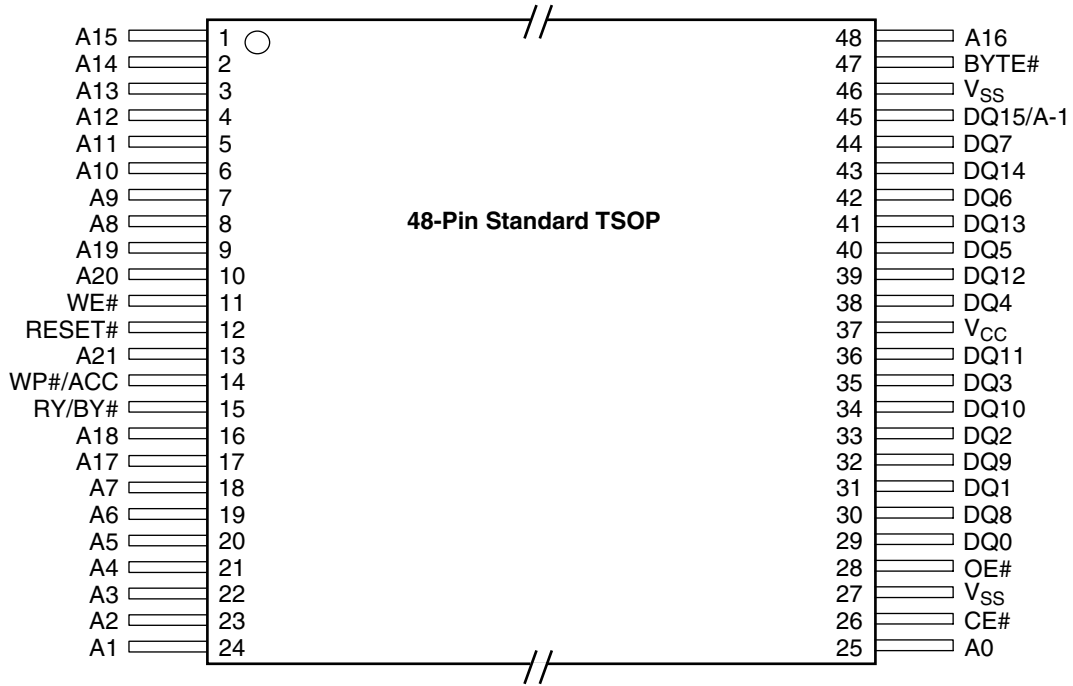 A15 1 48 A16
A14 2 47 BYTE#
A13 3 46 VSS
A12 4 45 DQ15/A-1
A11 5 44 DQ7
A10 6 43 DQ14
A9 7 42 DQ6
A8 8 48-Pin Standard TSOP 41 DQ13
A19 9 40 DQ5
A20 10 39 DQ12
WE# 11 38 DQ4
RESET# 12 37 VCC
A21 13 36 DQ11
WP#/ACC 14 35 DQ3
RY/BY# 15 34 DQ10
A18 16 33 DQ2
A17 17 32 DQ9
A7 18 31 DQ1
A6 19 30 DQ8
A5 20 29 DQ0
A4 21 28 OE#
A3 22 27 VSS
A2 23 26 CE#
A1 24 25 A0